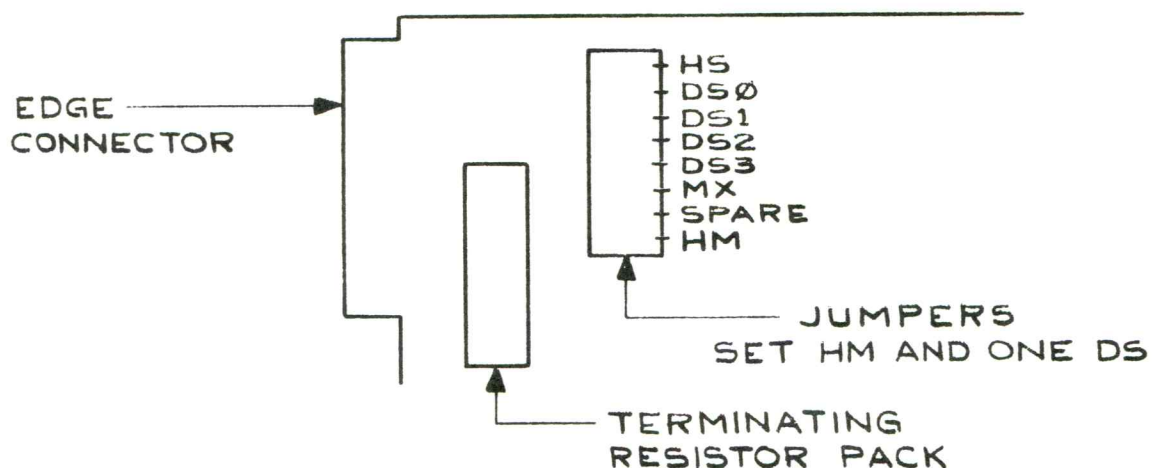 EDGE
CONNECTOR
HS
DSØ
DS1
DS2
DS3
MX
SPARE
HM
JUMPERS
SET HM AND ONE DS
TERMINATING
RESISTOR PACK